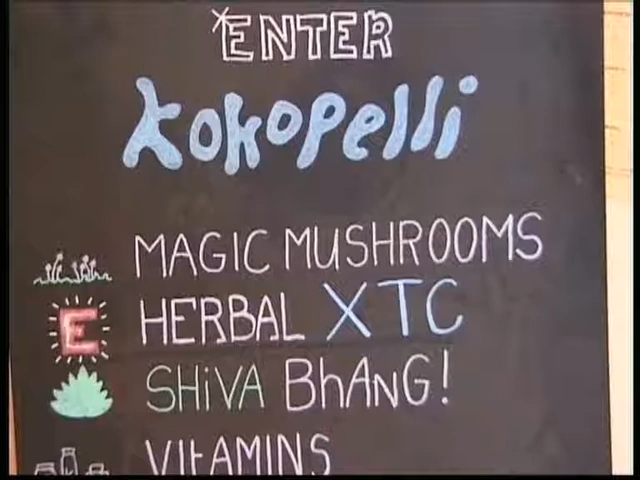 ENTER
kokopelli
MAGIC MUSHROOMS
E HERBAL XTC
SHiVA BhANG!
VItAMINS